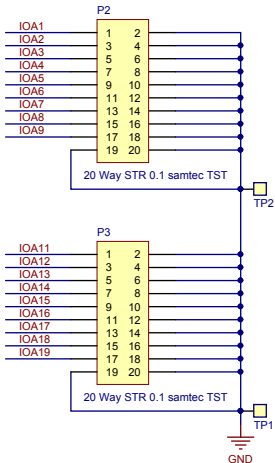 P2
IOA1 1 2
IOA2 3 4
IOA3 5 6
IOA4 7 8
IOA5 9 10
IOA6 11 12
IOA7 13 14
IOA8 15 16
IOA9 17 18
19 20
20 Way STR 0.1 samtec TST
TP2
P3
IOA11 1 2
IOA12 3 4
IOA13 5 6
IOA14 7 8
IOA15 9 10
IOA16 11 12
IOA17 13 14
IOA18 15 16
IOA19 17 18
19 20
20 Way STR 0.1 samtec TST
TP1
GND